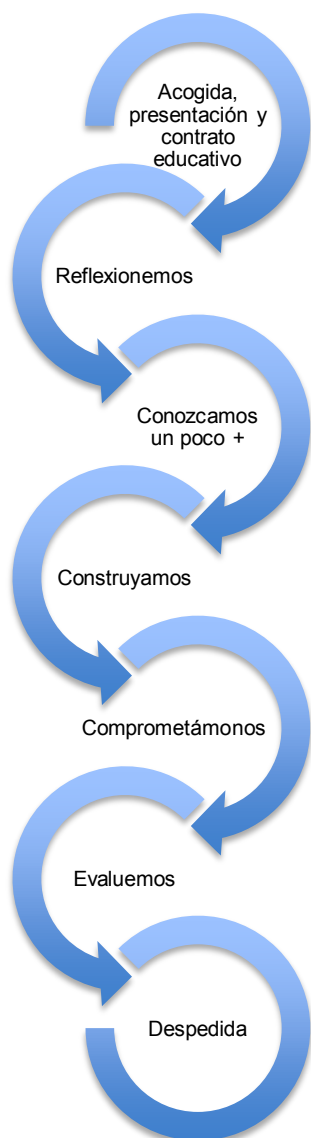 Acogida,
presentación y
contrato
educativo
Reflexionemos
Conozcamos
un poco +
Construyamos
Comprometámonos
Evaluemos
Despedida